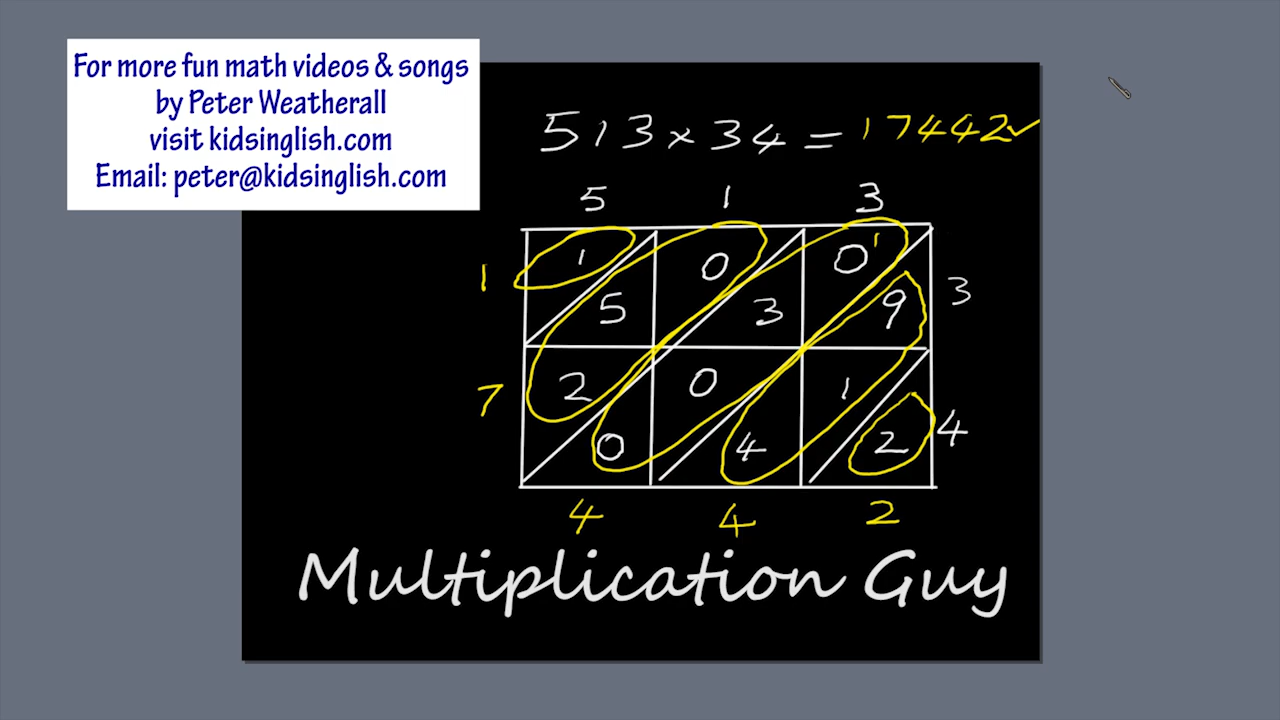 For more fun math videos & songs
by Peter Weatherall
visit kidsinglish.com
Email: peter@kidsinglish.com
513 × 34 = 17442✓
5 1 3
1 1 0 0 1
5 3 9 3
7 2 0 1
0 4 2 4
4 4 2
Multiplication Guy